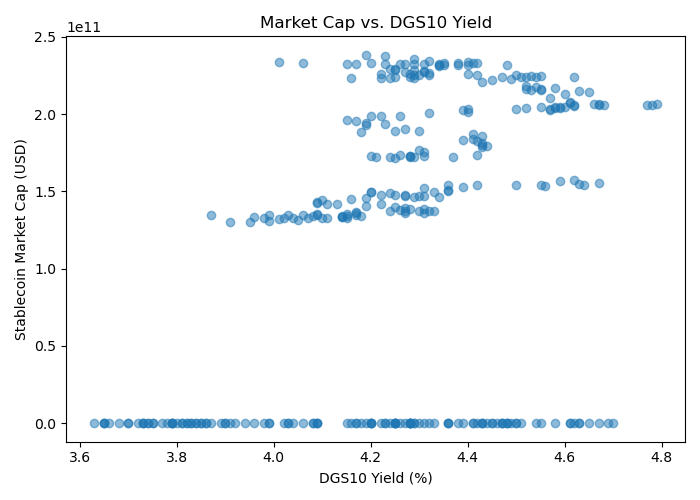 Market Cap vs. DGS10 Yield
1e11
2.5
2.0
1.5
1.0
0.5
0.0
Stablecoin Market Cap (USD)
3.6 3.8 4.0 4.2 4.4 4.6 4.8
DGS10 Yield (%)